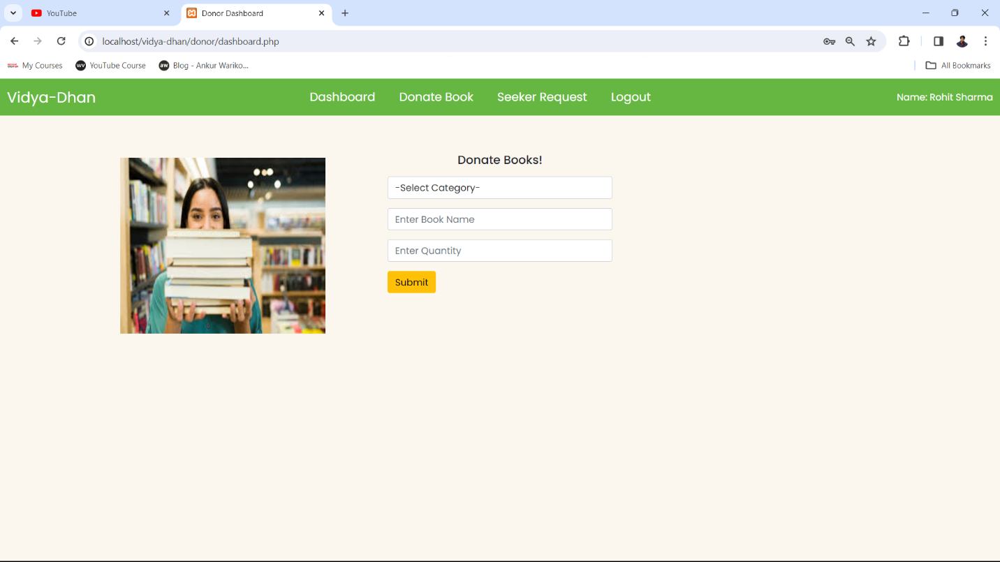 YouTube
Donor Dashboard
localhost/vidya-dhan/donor/dashboard.php
My Courses
wv YouTube Course
aw Blog - Ankur Wariko...
All Bookmarks
Vidya-Dhan
Dashboard
Donate Book
Seeker Request
Logout
Name: Rohit Sharma
Donate Books!
-Select Category-
Enter Book Name
Enter Quantity
Submit